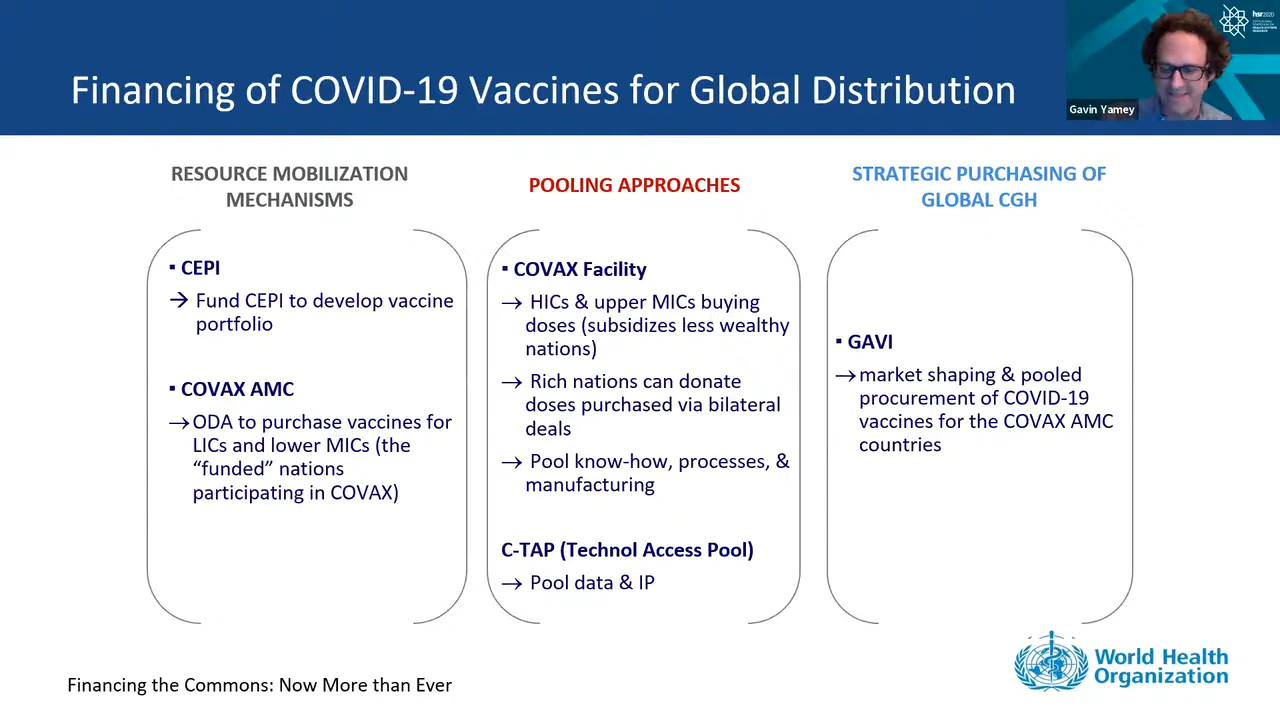 Financing of COVID-19 Vaccines for Global Distribution
hsr2020
Gavin Yamey
RESOURCE MOBILIZATION
MECHANISMS
▪ CEPI
→ Fund CEPI to develop vaccine
portfolio
▪ COVAX AMC
→ ODA to purchase vaccines for
LICs and lower MICs (the
“funded” nations
participating in COVAX)
POOLING APPROACHES
▪ COVAX Facility
→ HICs & upper MICs buying
doses (subsidizes less wealthy
nations)
→ Rich nations can donate
doses purchased via bilateral
deals
→ Pool know-how, processes, &
manufacturing
C-TAP (Technol Access Pool)
→ Pool data & IP
STRATEGIC PURCHASING OF
GLOBAL CGH
▪ GAVI
→ market shaping & pooled
procurement of COVID-19
vaccines for the COVAX AMC
countries
Financing the Commons: Now More than Ever
World Health
Organization